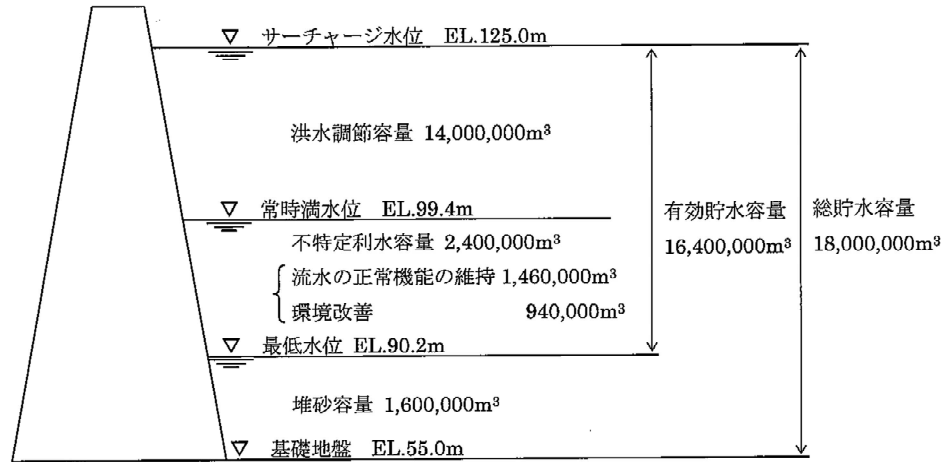 ▽ サーチャージ水位 EL.125.0m
洪水調節容量 14,000,000m³
▽ 常時満水位 EL.99.4m
不特定利水容量 2,400,000m³
流水の正常機能の維持 1,460,000m³
環境改善 940,000m³
▽ 最低水位 EL.90.2m
堆砂容量 1,600,000m³
▽ 基礎地盤 EL.55.0m
有効貯水容量
16,400,000m³
総貯水容量
18,000,000m³